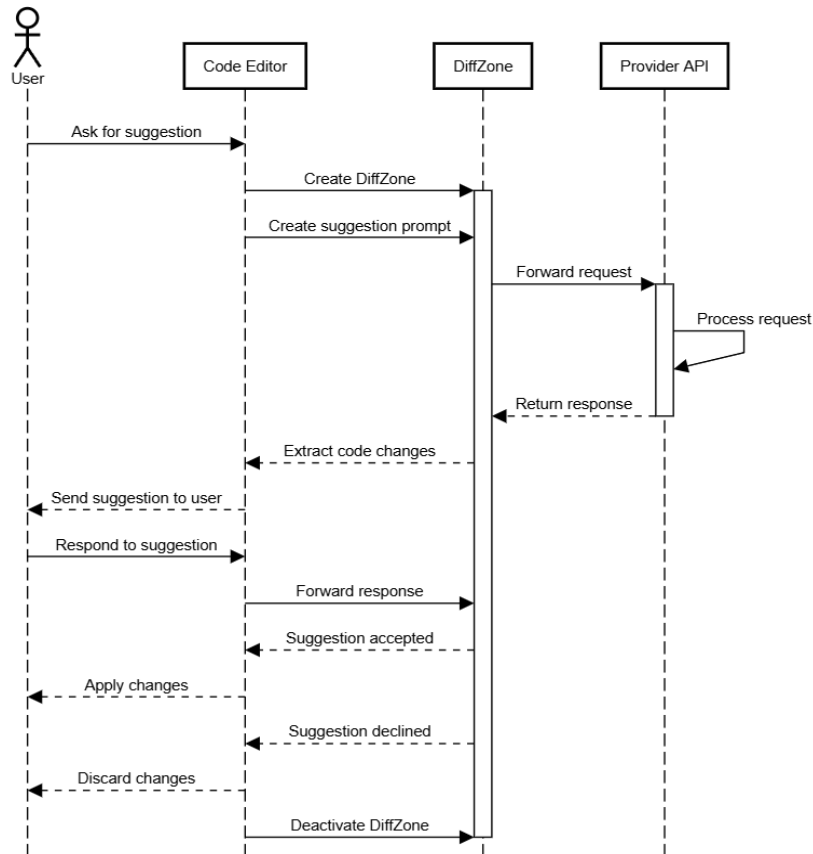 User
Code Editor
DiffZone
Provider API
Ask for suggestion
Create DiffZone
Create suggestion prompt
Forward request
Process request
Return response
Extract code changes
Send suggestion to user
Respond to suggestion
Forward response
Suggestion accepted
Apply changes
Suggestion declined
Discard changes
Deactivate DiffZone